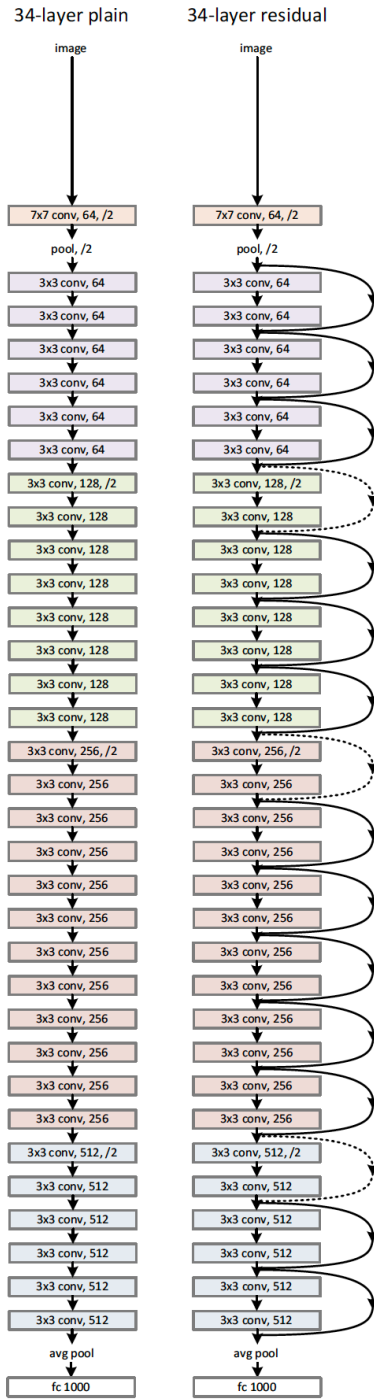 34-layer plain
image
7x7 conv, 64, /2
pool, /2
3x3 conv, 64
3x3 conv, 64
3x3 conv, 64
3x3 conv, 64
3x3 conv, 64
3x3 conv, 64
3x3 conv, 128, /2
3x3 conv, 128
3x3 conv, 128
3x3 conv, 128
3x3 conv, 128
3x3 conv, 128
3x3 conv, 128
3x3 conv, 128
3x3 conv, 256, /2
3x3 conv, 256
3x3 conv, 256
3x3 conv, 256
3x3 conv, 256
3x3 conv, 256
3x3 conv, 256
3x3 conv, 256
3x3 conv, 256
3x3 conv, 256
3x3 conv, 256
3x3 conv, 256
3x3 conv, 512, /2
3x3 conv, 512
3x3 conv, 512
3x3 conv, 512
3x3 conv, 512
3x3 conv, 512
avg pool
fc 1000
34-layer residual
image
7x7 conv, 64, /2
pool, /2
3x3 conv, 64
3x3 conv, 64
3x3 conv, 64
3x3 conv, 64
3x3 conv, 64
3x3 conv, 64
3x3 conv, 128, /2
3x3 conv, 128
3x3 conv, 128
3x3 conv, 128
3x3 conv, 128
3x3 conv, 128
3x3 conv, 128
3x3 conv, 128
3x3 conv, 256, /2
3x3 conv, 256
3x3 conv, 256
3x3 conv, 256
3x3 conv, 256
3x3 conv, 256
3x3 conv, 256
3x3 conv, 256
3x3 conv, 256
3x3 conv, 256
3x3 conv, 256
3x3 conv, 256
3x3 conv, 512, /2
3x3 conv, 512
3x3 conv, 512
3x3 conv, 512
3x3 conv, 512
3x3 conv, 512
avg pool
fc 1000